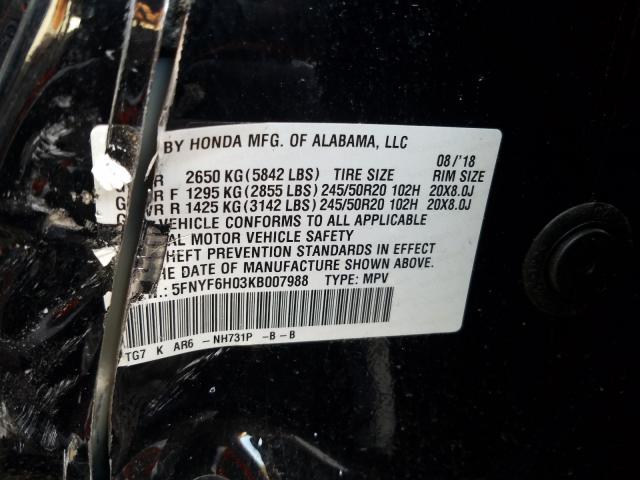 BY HONDA MFG. OF ALABAMA, LLC 08/'18
R 2650 KG(5842 LBS) TIRE SIZE RIM SIZE
R F 1295 KG(2855 LBS) 245/50R20 102H 20X8.0J
WR R 1425 KG(3142 LBS) 245/50R20 102H 20X8.0J
VEHICLE CONFORMS TO ALL APPLICABLE
AL MOTOR VEHICLE SAFETY
HEFT PREVENTION STANDARDS IN EFFECT
THE DATE OF MANUFACTURE SHOWN ABOVE.
.: 5FNYF6H03KB007988 TYPE: MPV
TG7 K AR6 -NH731P -B-B